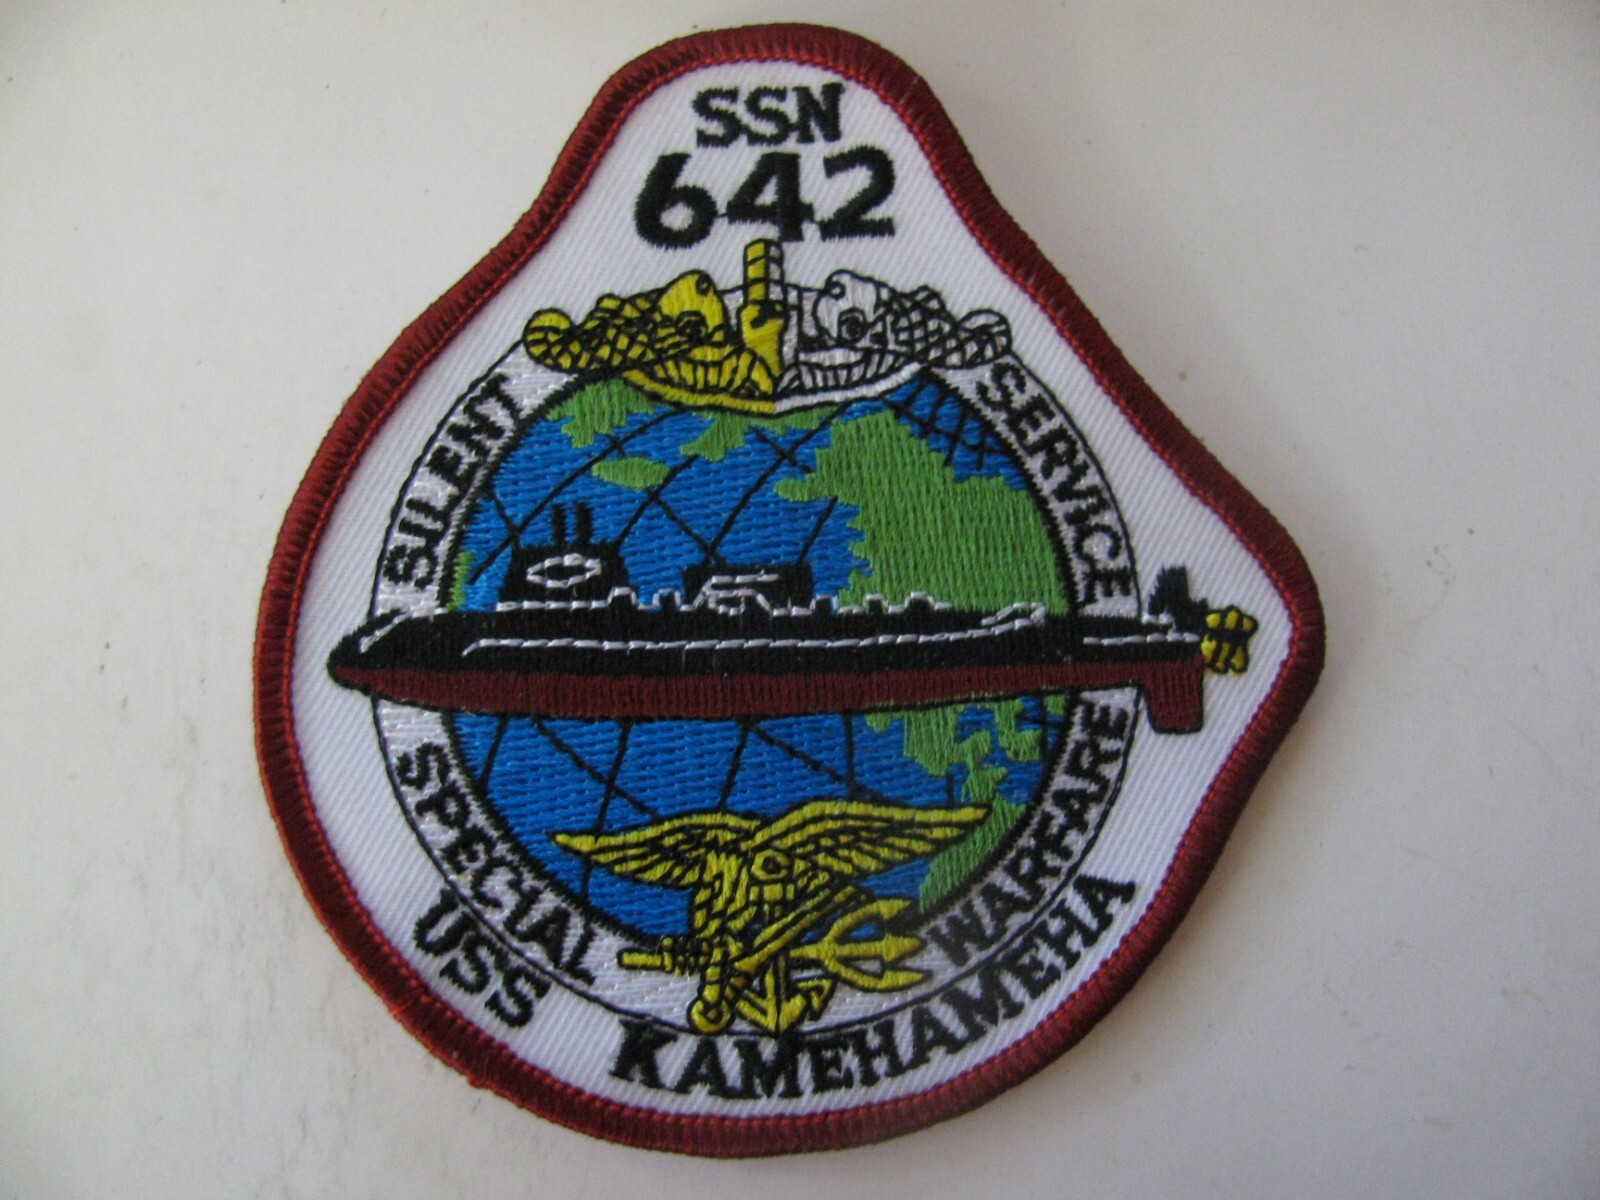 SSN
642
SILENT SERVICE
SPECIAL WARFARE
USS KAMEHAMEHA